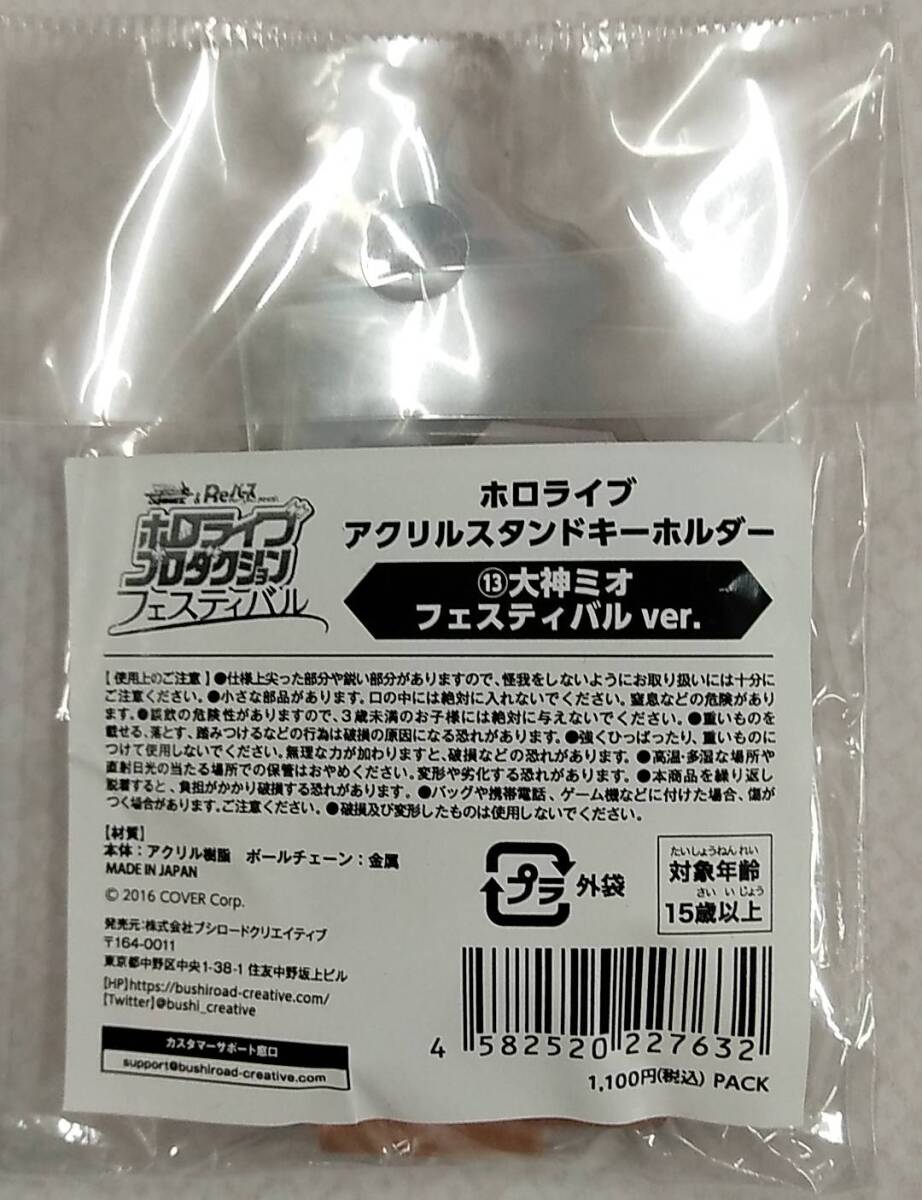 & Reバース
ホロライブ
プロダクション
フェスティバル
ホロライブ
アクリルスタンドキーホルダー
⑬大神ミオ
フェスティバル ver.
【使用上のご注意】●仕様上尖った部分や鋭い部分がありますので、怪我をしないようにお取り扱いには十分に
ご注意ください。●小さな部品があります。口の中には絶対に入れないでください。窒息などの危険があり
ます。●誤飲の危険性がありますので、3歳未満のお子様には絶対に与えないでください。●重いものを
載せる、落とす、踏みつけるなどの行為は破損の原因になる恐れがあります。●強くひっぱったり、重いものに
つけて使用しないでください。無理な力が加わりますと、破損などの恐れがあります。●高温・多湿な場所や
直射日光の当たる場所での保管はおやめください。変形や劣化する恐れがあります。●本商品を繰り返し
脱着すると、負担がかかり破損する恐れがあります。●バッグや携帯電話、ゲーム機などに付けた場合、傷が
つく場合があります。ご注意ください。●破損及び変形したものは使用しないでください。
【材質】
本体：アクリル樹脂 ボールチェーン：金属
MADE IN JAPAN
© 2016 COVER Corp.
発売元：株式会社ブシロードクリエイティブ
〒164-0011
東京都中野区中央1-38-1 住友中野坂上ビル
[HP]https://bushiroad-creative.com/
[Twitter]@bushi_creative
カスタマーサポート窓口
support@bushiroad-creative.com
プラ 外袋
たいしょうねんれい
対象年齢
さい いじょう
15歳以上
4 582520 227632
1,100円(税込) PACK